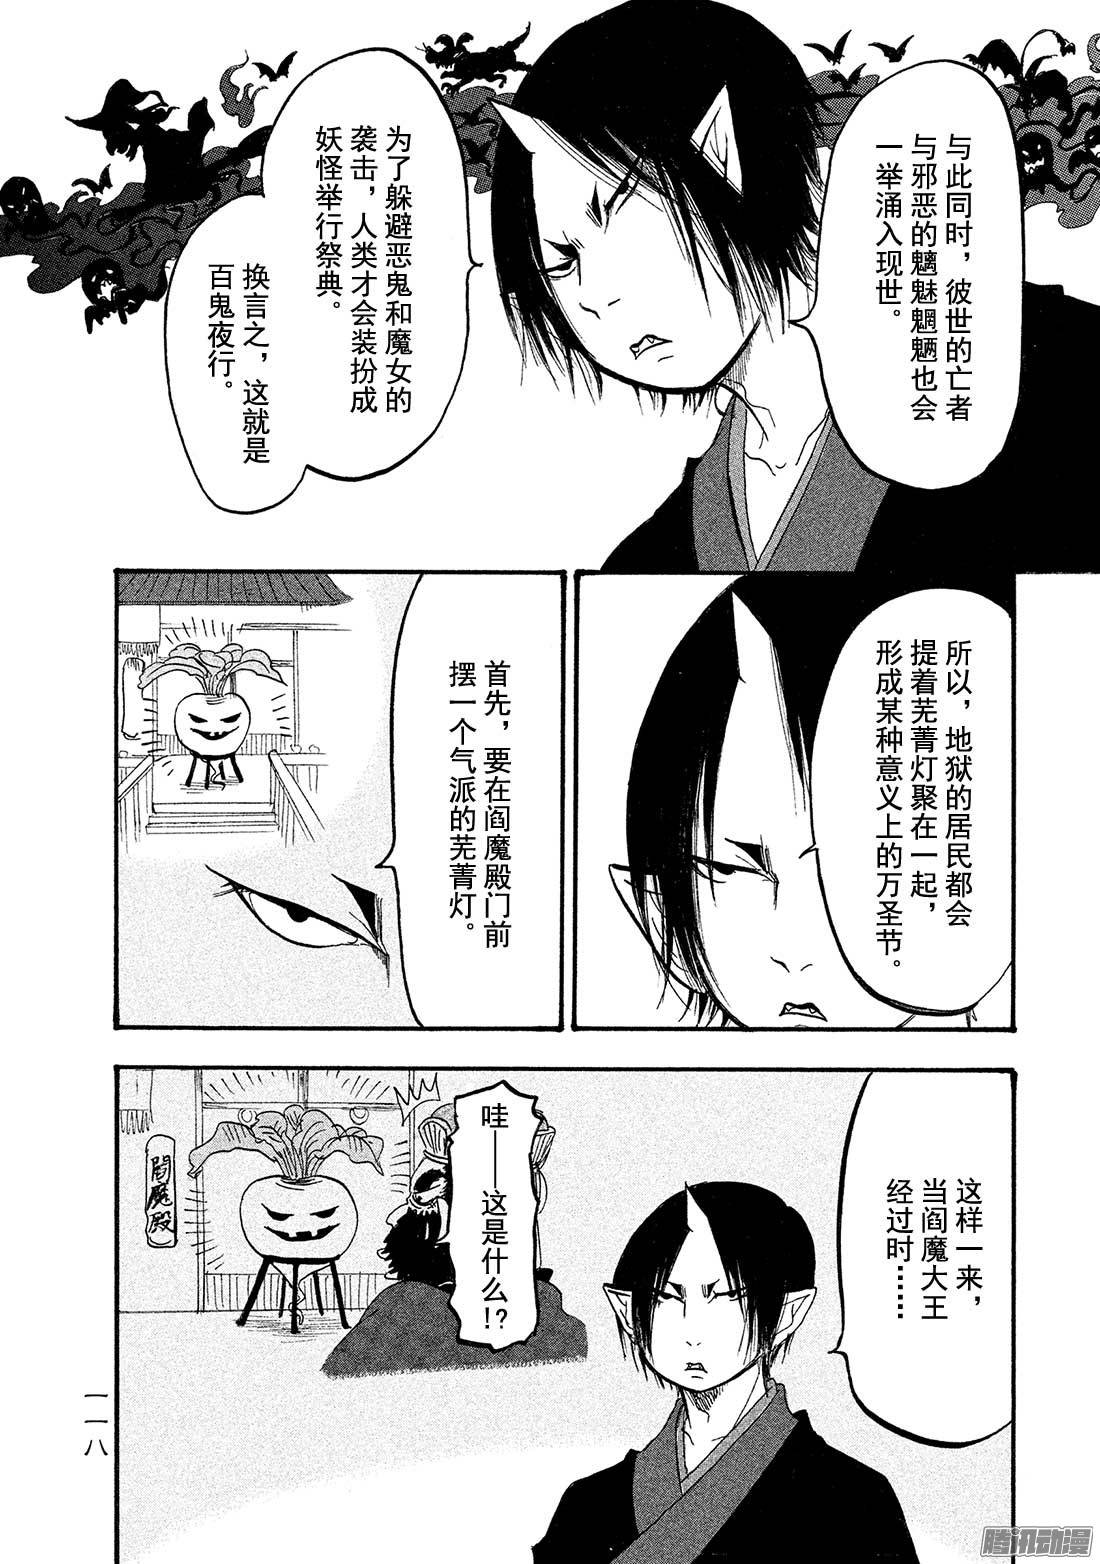 与此同时，彼世的亡者
与邪恶的魑魅魍魉也会
一举涌入现世。
为了躲避恶鬼和魔女的
袭击，人类才会装扮成
妖怪举行祭典。
换言之，这就是
百鬼夜行。
所以，地狱的居民都会
提着芜菁灯聚在一起，
形成某种意义上的万圣节。
首先，要在阎魔殿门前
摆一个气派的芜菁灯。
这样一来，
当阎魔大王
经过时……
哇——这是什么!?
閻魔殿
一一八
腾讯动漫